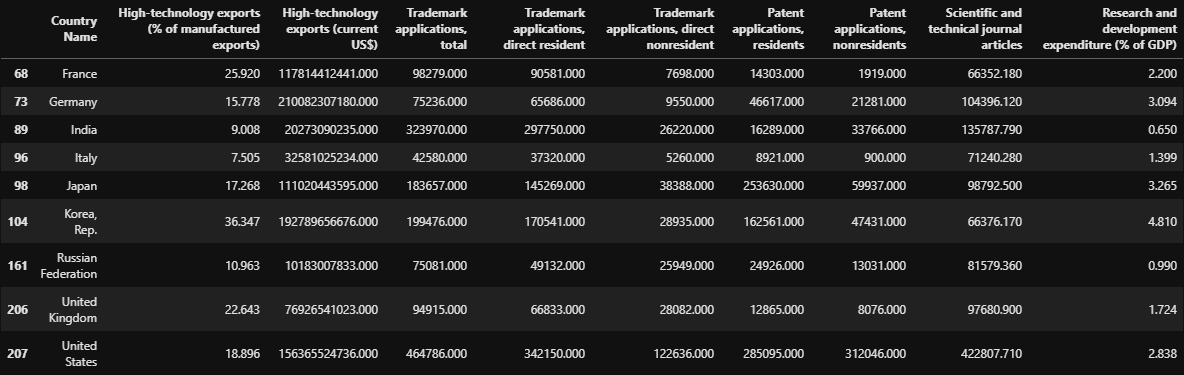 Country Name High-technology exports (% of manufactured exports) High-technology exports (current US$) Trademark applications, total Trademark applications, direct resident Trademark applications, direct nonresident Patent applications, residents Patent applications, nonresidents Scientific and technical journal articles Research and development expenditure (% of GDP)
68 France 25.920 117814412441.000 98279.000 90581.000 7698.000 14303.000 1919.000 66352.180 2.200
73 Germany 15.778 210082307180.000 75236.000 65686.000 9550.000 46617.000 21281.000 104396.120 3.094
89 India 9.008 20273090235.000 323970.000 297750.000 26220.000 16289.000 33766.000 135787.790 0.650
96 Italy 7.505 32581025234.000 42580.000 37320.000 5260.000 8921.000 900.000 71240.280 1.399
98 Japan 17.268 111020443595.000 183657.000 145269.000 38388.000 253630.000 59937.000 98792.500 3.265
104 Korea, Rep. 36.347 192789656676.000 199476.000 170541.000 28935.000 162561.000 47431.000 66376.170 4.810
161 Russian Federation 10.963 10183007833.000 75081.000 49132.000 25949.000 24926.000 13031.000 81579.360 0.990
206 United Kingdom 22.643 76926541023.000 94915.000 66833.000 28082.000 12865.000 8076.000 97680.900 1.724
207 United States 18.896 156365524736.000 464786.000 342150.000 122636.000 285095.000 312046.000 422807.710 2.838